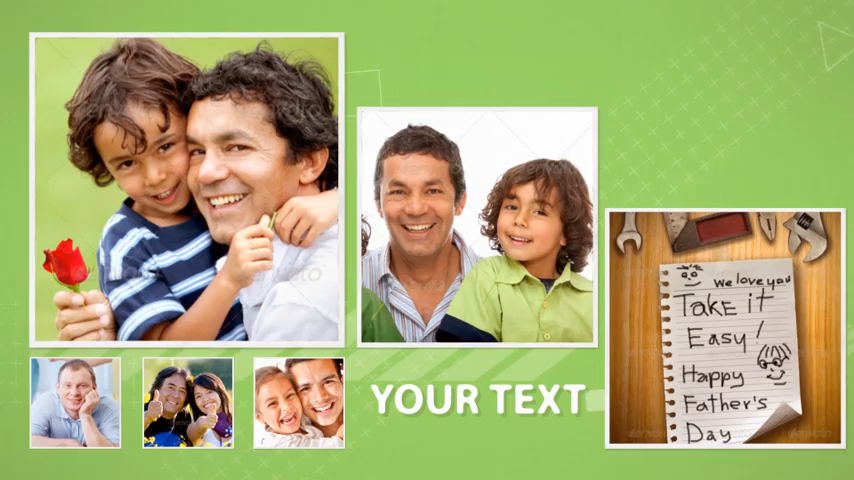 YOUR TEXT
we love you
Take it
Easy!
Happy
Father's
Day